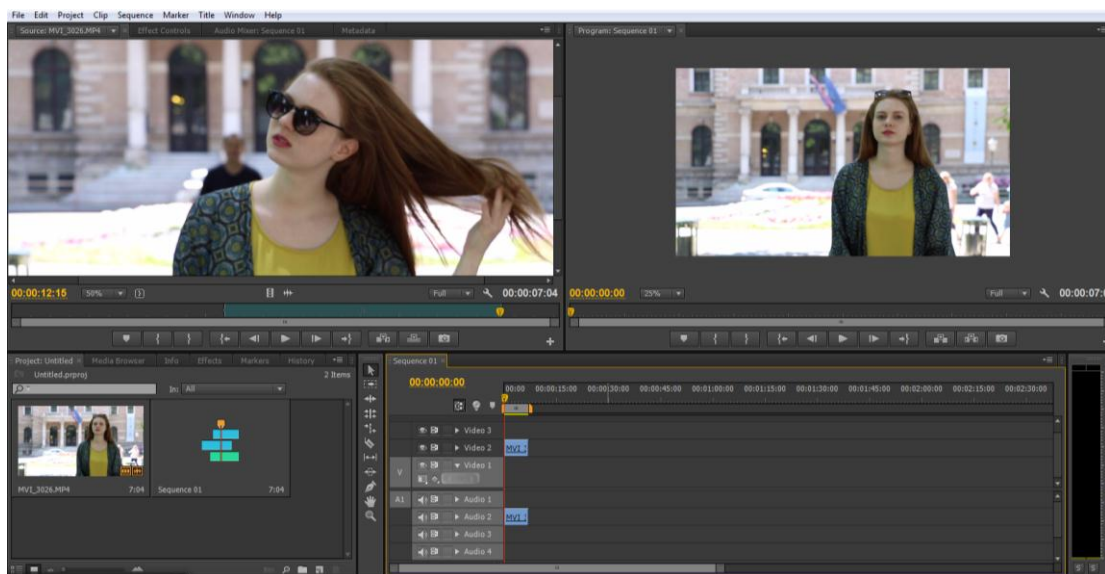 File Edit Project Clip Sequence Marker Title Window Help
Source: MVI_3026.MP4 Effect Controls Audio Mixer: Sequence 01 Metadata
Program: Sequence 01
00:00:12:15 50% Full 00:00:07:04
00:00:00:00 25% Full
Project: Untitled Media Browser Info Effects Markers History
Untitled.prproj 2 Items
In: All
MVI_3026.MP4 7:04 Sequence 01 7:04
Sequence 01
00:00:00:00
00:00 00:00:15:00 00:00:30:00 00:00:45:00 00:01:00:00 00:01:15:00 00:01:30:00 00:01:45:00 00:02:00:00 00:02:15:00 00:02:30:00
Video 3
Video 2 MVI
V Video 1
A1 Audio 1
Audio 2 MVI
Audio 3
Audio 4
S S